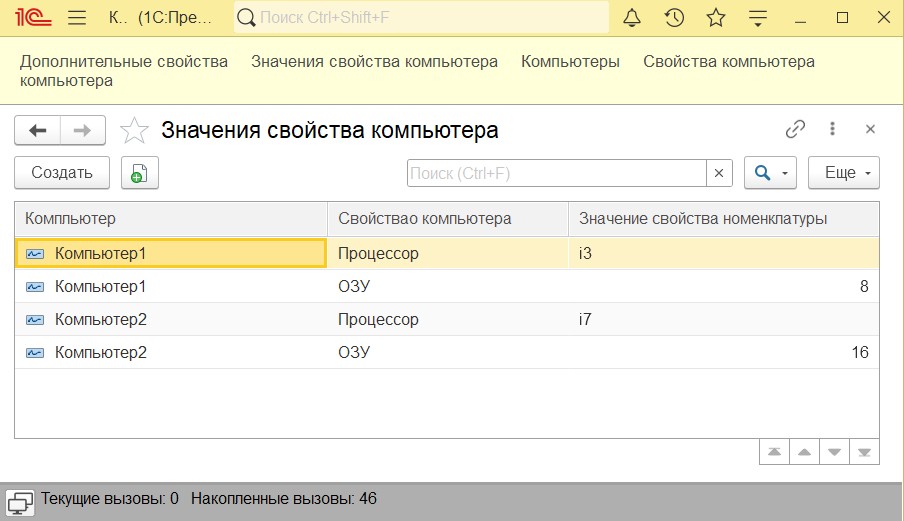 1С К.. (1С:Пре... Поиск Ctrl+Shift+F
Дополнительные свойства компьютера Значения свойства компьютера Компьютеры Свойства компьютера
Значения свойства компьютера
Создать Поиск (Ctrl+F) × Еще
Комппьютер Свойствао компьютера Значение свойства номенклатуры
Компьютер1 Процессор i3
Компьютер1 ОЗУ 8
Компьютер2 Процессор i7
Компьютер2 ОЗУ 16
Текущие вызовы: 0 Накопленные вызовы: 46